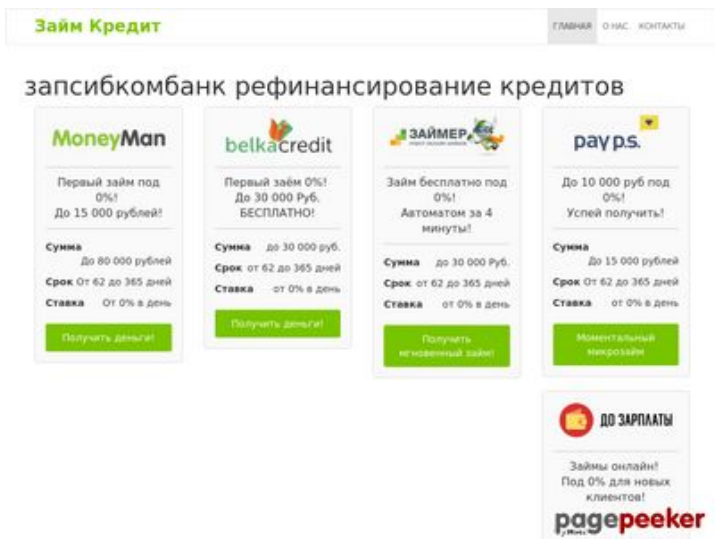 Займ Кредит
ГЛАВНАЯ О НАС КОНТАКТЫ
запсибкомбанк рефинансирование кредитов
MoneyMan
Первый займ под
0%!
До 15 000 рублей!
Сумма
До 80 000 рублей
Срок От 62 до 365 дней
Ставка От 0% в день
Получить деньги!
belkacredit
Первый заём 0%!
До 30 000 Руб.
БЕСПЛАТНО!
Сумма до 30 000 руб.
Срок от 62 до 365 дней
Ставка от 0% в день
Получить деньги!
ЗАЙМЕР
Займ бесплатно под
0%!
Автоматом за 4
минуты!
Сумма до 30 000 Руб.
Срок от 62 до 365 дней
Ставка от 0% в день
Получить
мгновенный займ!
pay p.s.
До 10 000 руб под
0%!
Успей получить!
Сумма
До 15 000 рублей
Срок От 62 до 365 дней
Ставка от 0% в день
Моментальный
микрозайм
ДО ЗАРПЛАТЫ
Займы онлайн!
Под 0% для новых
клиентов!
pagepeeker